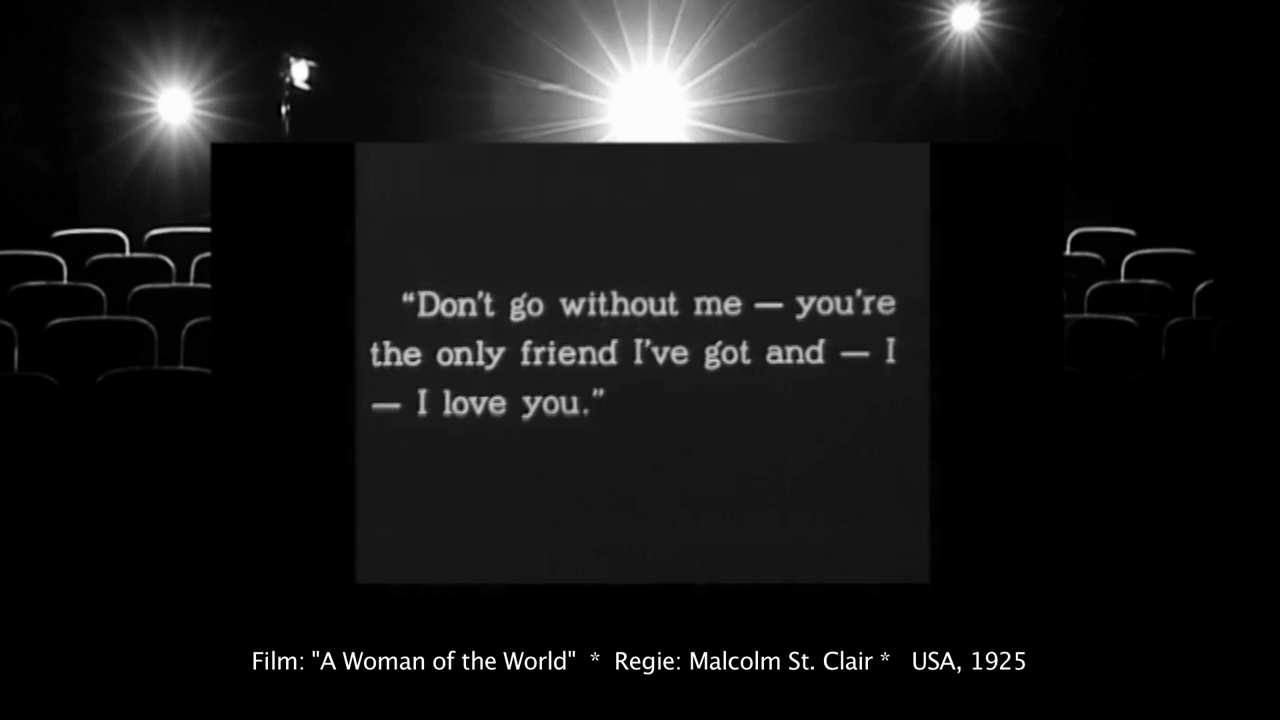 “Don’t go without me — you’re
the only friend I’ve got and — I
— I love you.”
Film: "A Woman of the World" * Regie: Malcolm St. Clair * USA, 1925